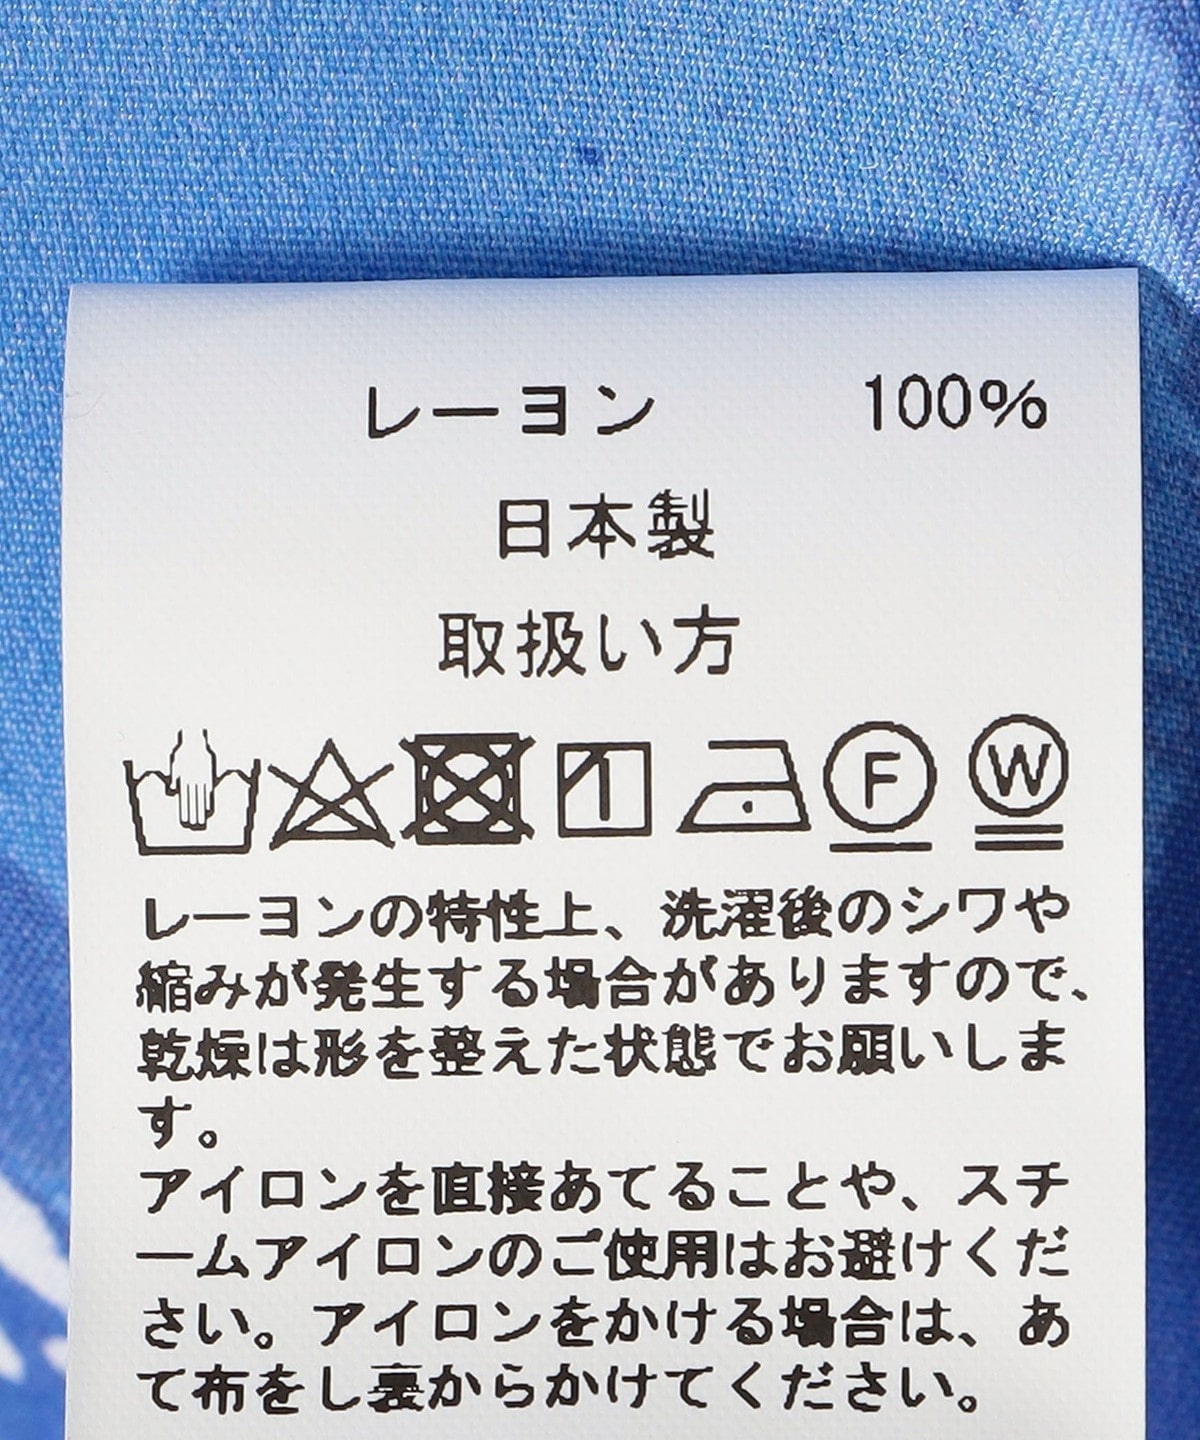 レーヨン 100%
日本製
取扱い方
F W
レーヨンの特性上、洗濯後のシワや
縮みが発生する場合がありますので、
乾燥は形を整えた状態でお願いしま
す。
アイロンを直接あてることや、スチ
ームアイロンのご使用はお避けくだ
さい。アイロンをかける場合は、あ
て布をし裏からかけてください。